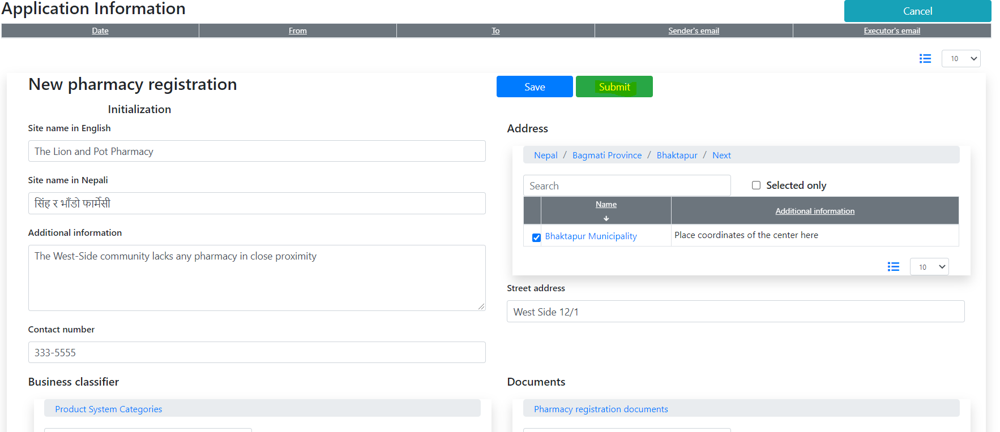 Application Information
Cancel
Date From To Sender's email Executor's email
10
New pharmacy registration
Save Submit
Initialization
Site name in English
The Lion and Pot Pharmacy
Site name in Nepali
सिंह र भाँडो फार्मेसी
Additional information
The West-Side community lacks any pharmacy in close proximity
Contact number
333-5555
Address
Nepal / Bagmati Province / Bhaktapur / Next
Search Selected only
Name Additional information
Bhaktapur Municipality Place coordinates of the center here
10
Street address
West Side 12/1
Business classifier
Product System Categories
Documents
Pharmacy registration documents